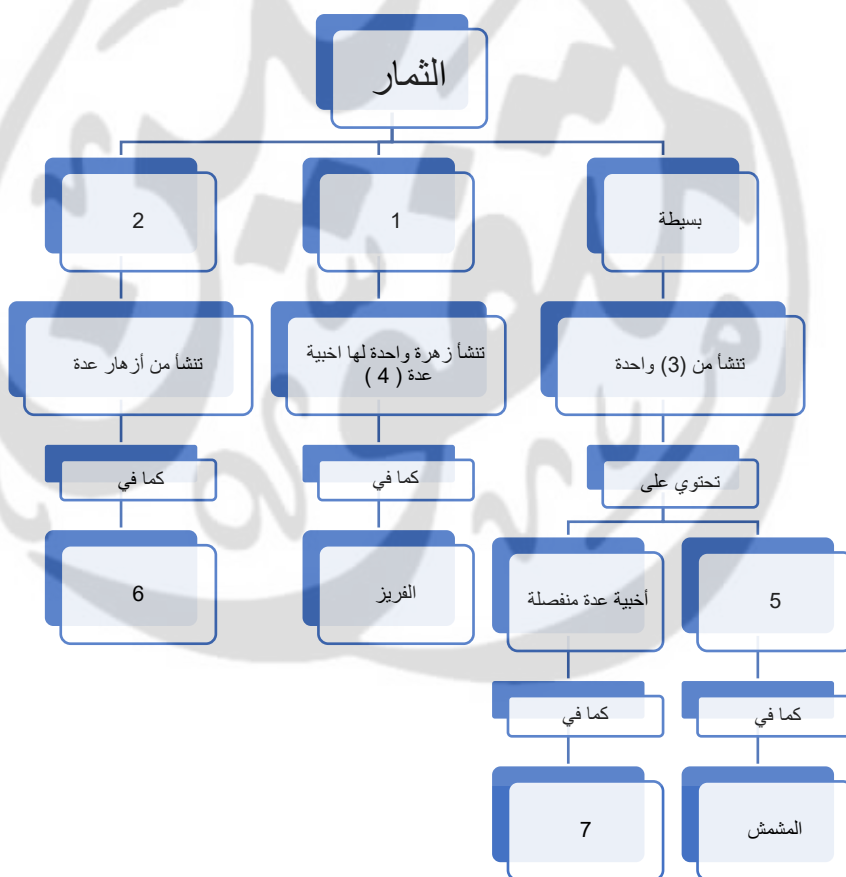 الثمار
بسيطة
1
2
تنشأ من (3) واحدة
تنشأ زهرة واحدة لها اخبية
عدة ( 4 )
تنشأ من أزهار عدة
تحتوي على
كما في
كما في
5
أخبية عدة منفصلة
الفريز
6
كما في
كما في
المشمش
7